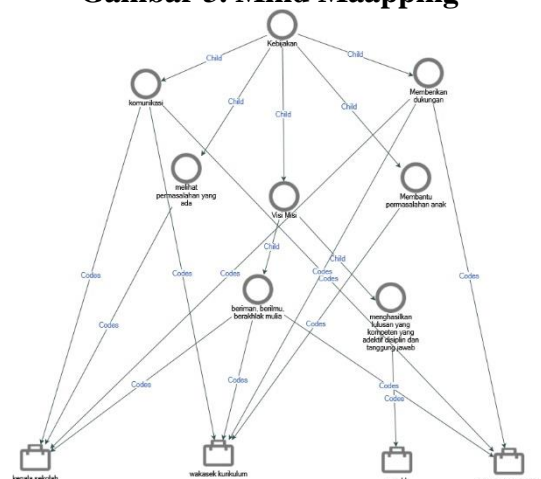 Gambar 3. Mind Maapping
Kebijakan
Child
Child
komunikasi
Memberikan
dukungan
Child
Child
Child
melihat
permasalahan yang
ada
Membantu
permasalahan anak
Visi Misi
Child
Child
Codes
Codes
Codes
Codes
Codes
Codes
beriman, berilmu,
berakhlak mulia
menghasilkan
lulusan yang
kompeten yang
adektif disiplin dan
tanggung jawab
Codes
Codes
Codes
Codes
Codes
Codes
kepala sekolah
wakasek kurikulum